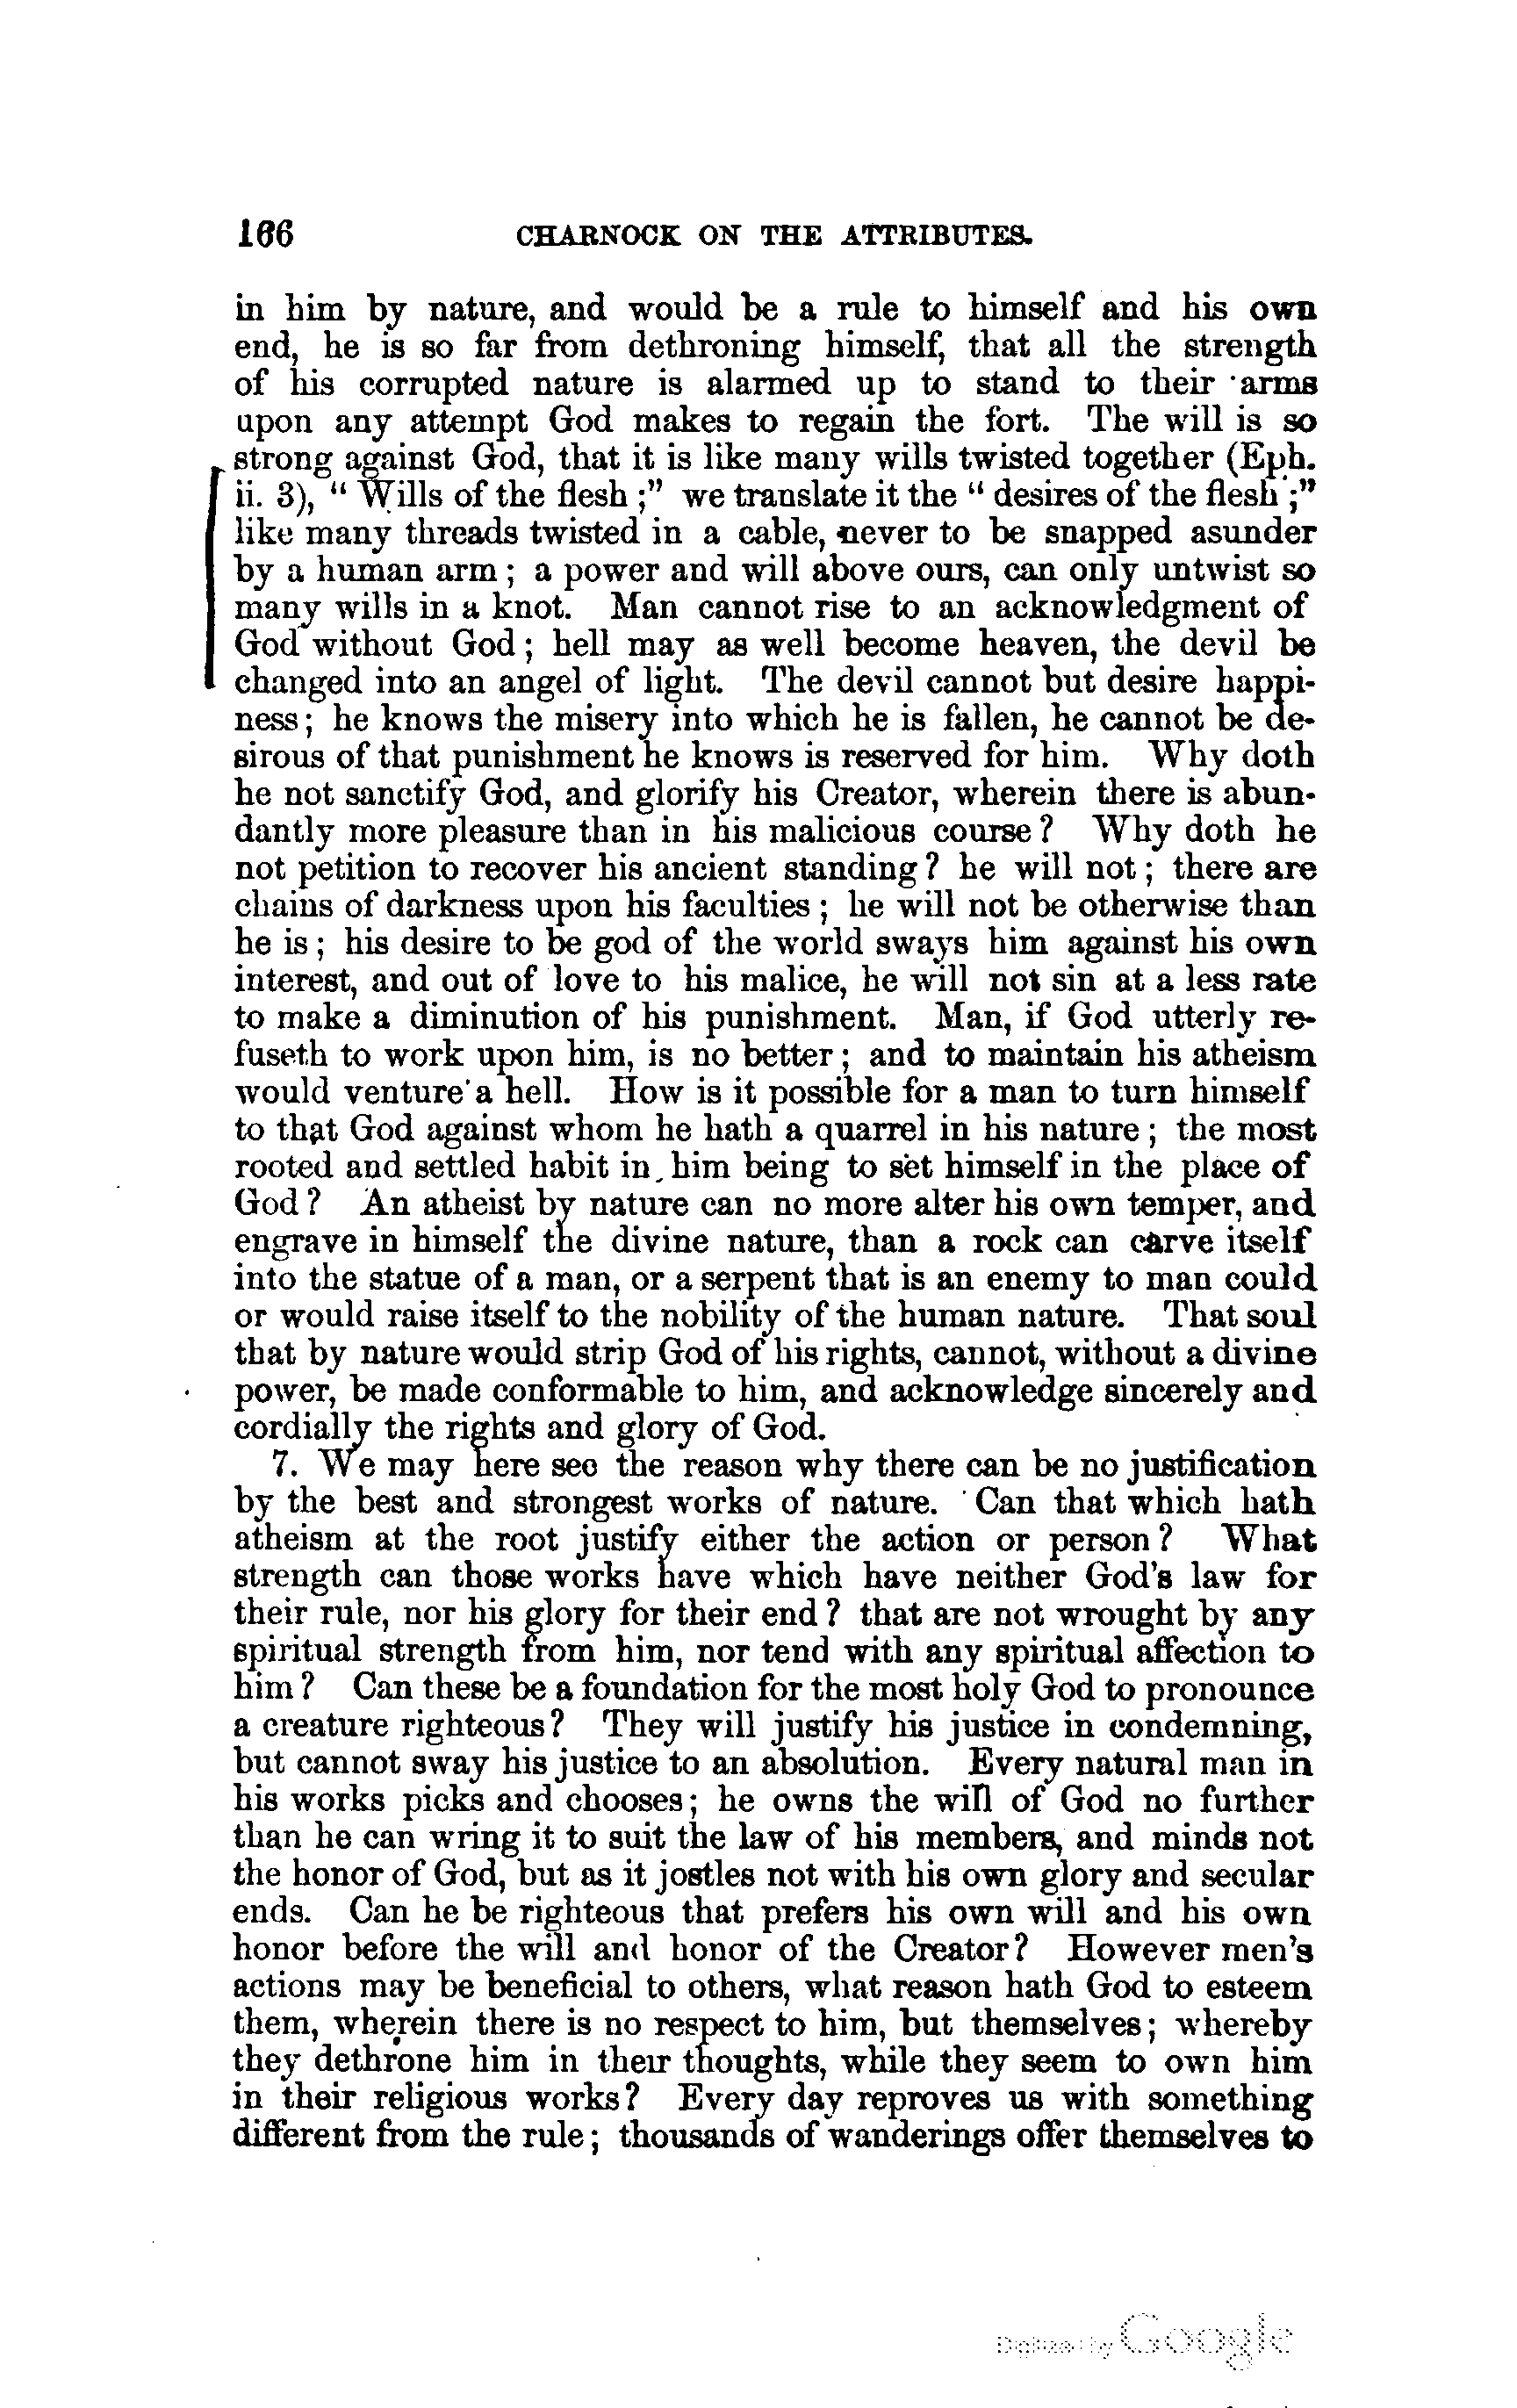 166 CHARNOCK ON THE ATTRIBUTES.
in him by nature, and would be a rule to himself and his own
end, he is so far from dethroning himself, that all the strength
of his corrupted nature is alarmed up to stand to their arms
upon any attempt God makes to regain the fort. The will is so
strong against God, that it is like many wills twisted together (Eph.
ii. 3), “ Wills of the flesh ;” we translate it the “ desires of the flesh ;”
like many threads twisted in a cable, never to be snapped asunder
by a human arm ; a power and will above ours, can only untwist so
many wills in a knot. Man cannot rise to an acknowledgment of
God without God ; hell may as well become heaven, the devil be
changed into an angel of light. The devil cannot but desire happi-
ness ; he knows the misery into which he is fallen, he cannot be de-
sirous of that punishment he knows is reserved for him. Why doth
he not sanctify God, and glorify his Creator, wherein there is abun-
dantly more pleasure than in his malicious course ? Why doth he
not petition to recover his ancient standing ? he will not ; there are
chains of darkness upon his faculties ; he will not be otherwise than
he is ; his desire to be god of the world sways him against his own
interest, and out of love to his malice, he will not sin at a less rate
to make a diminution of his punishment. Man, if God utterly re-
fuseth to work upon him, is no better ; and to maintain his atheism
would venture a hell. How is it possible for a man to turn himself
to that God against whom he hath a quarrel in his nature ; the most
rooted and settled habit in him being to set himself in the place of
God ? An atheist by nature can no more alter his own temper, and
engrave in himself the divine nature, than a rock can carve itself
into the statue of a man, or a serpent that is an enemy to man could
or would raise itself to the nobility of the human nature. That soul
that by nature would strip God of his rights, cannot, without a divine
power, be made conformable to him, and acknowledge sincerely and
cordially the rights and glory of God.
7. We may here see the reason why there can be no justification
by the best and strongest works of nature. Can that which hath
atheism at the root justify either the action or person ? What
strength can those works have which have neither God’s law for
their rule, nor his glory for their end ? that are not wrought by any
spiritual strength from him, nor tend with any spiritual affection to
him ? Can these be a foundation for the most holy God to pronounce
a creature righteous ? They will justify his justice in condemning,
but cannot sway his justice to an absolution. Every natural man in
his works picks and chooses ; he owns the will of God no further
than he can wring it to suit the law of his members, and minds not
the honor of God, but as it jostles not with his own glory and secular
ends. Can he be righteous that prefers his own will and his own
honor before the will and honor of the Creator ? However men’s
actions may be beneficial to others, what reason hath God to esteem
them, wherein there is no respect to him, but themselves ; whereby
they dethrone him in their thoughts, while they seem to own him
in their religious works ? Every day reproves us with something
different from the rule ; thousands of wanderings offer themselves to
Digitized by Google